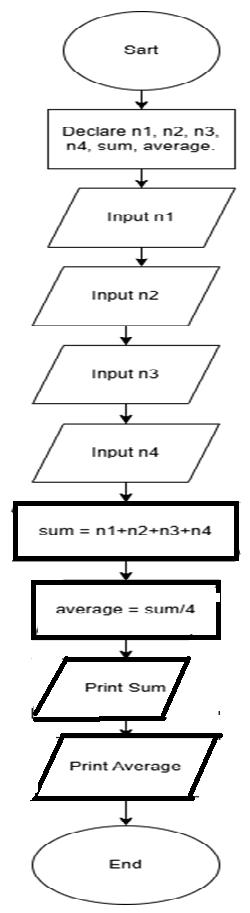 Sart
Declare n1, n2, n3,
n4, sum, average.
Input n1
Input n2
Input n3
Input n4
sum = n1+n2+n3+n4
average = sum/4
Print Sum
Print Average
End